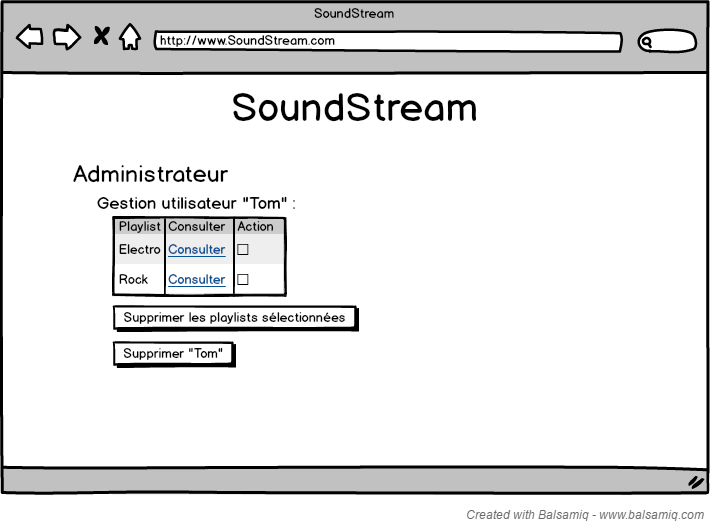 SoundStream
http://www.SoundStream.com
SoundStream
Administrateur
Gestion utilisateur "Tom" :
Playlist Consulter Action
Electro Consulter
Rock Consulter
Supprimer les playlists sélectionnées
Supprimer "Tom"
Created with Balsamiq - www.balsamiq.com